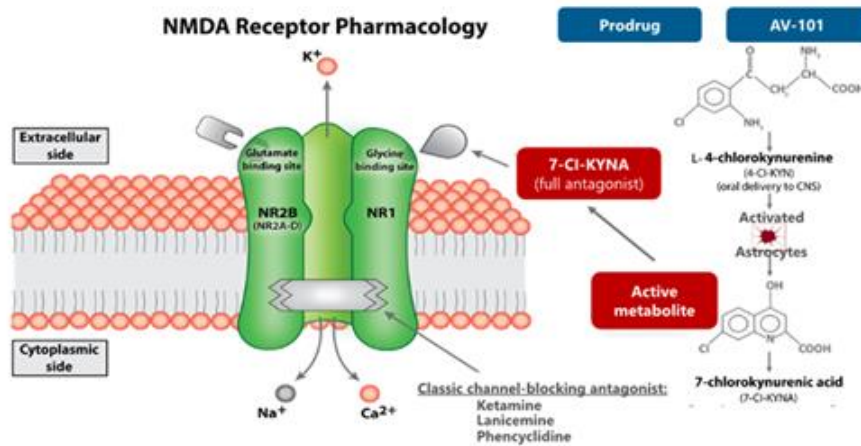 NMDA Receptor Pharmacology
Prodrug
AV-101
K+
Extracellular
side
Glutamate
binding site
Glycine
binding site
NR2B
(NR2A-D)
NR1
7-Cl-KYNA
(full antagonist)
Active
metabolite
Cytoplasmic
side
Na+
Ca2+
Classic channel-blocking antagonist:
Ketamine
Lanicemine
Phencyclidine
O
NH2
C
CH
CH2
COOH
Cl
NH2
L- 4-chlorokynurenine
(4-Cl-KYN)
(oral delivery to CNS)
Activated
Astrocytes
OH
Cl
N
COOH
7-chlorokynurenic acid
(7-Cl-KYNA)